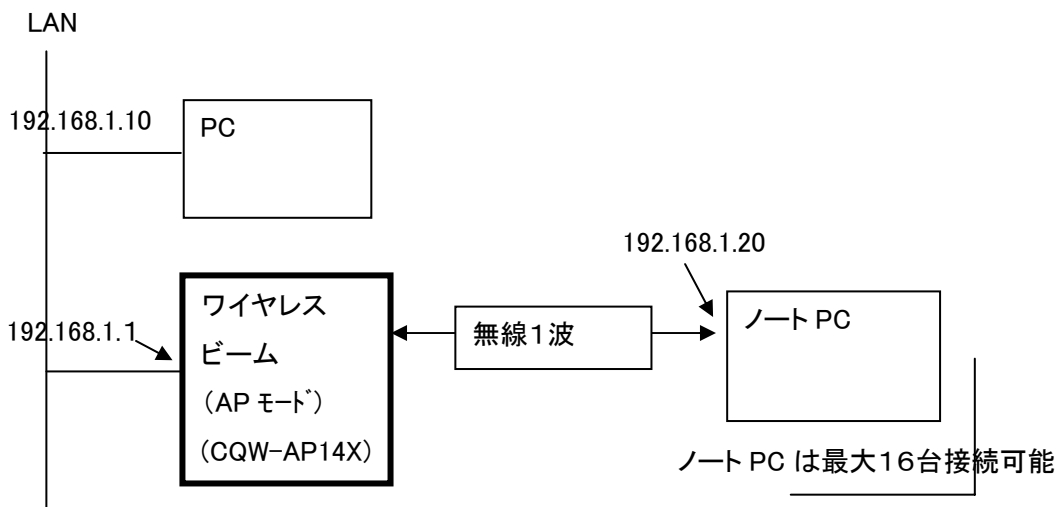 LAN
192.168.1.10
PC
192.168.1.20
192.168.1.1
ワイヤレス
ビーム
（AP ﾓｰﾄﾞ）
（CQW-AP14X）
無線１波
ノート PC
ノート PC は最大１６台接続可能